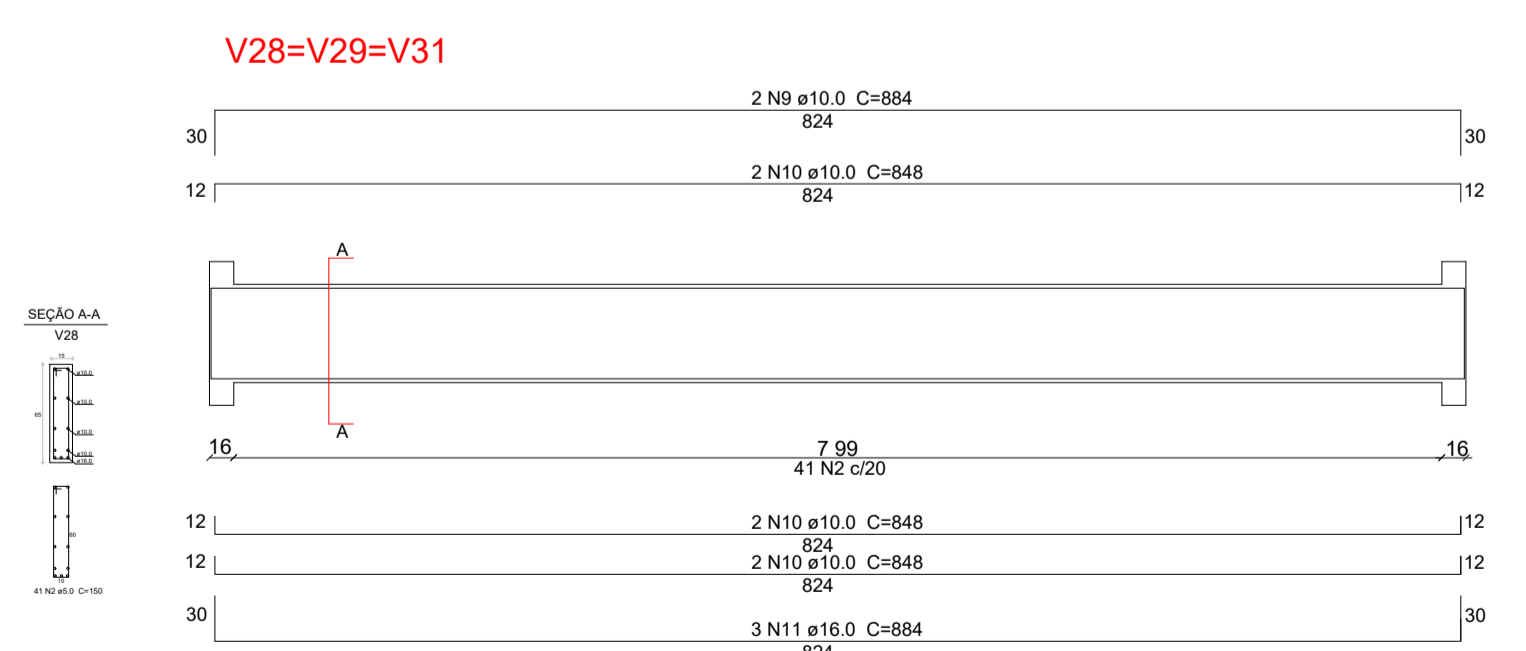 V28=V29=V31
2 N9 ø10.0 C=884
824
30
30
2 N10 ø10.0 C=848
12
824
12
A
SEÇÃO A-A
V28
15
ø10.0
ø10.0
65
ø10.0
ø10.0
ø16.0
A
16
7 99
16
41 N2 c/20
60
10
41 N2 ø5.0 C=150
12
2 N10 ø10.0 C=848
12
824
12
2 N10 ø10.0 C=848
12
824
30
30
3 N11 ø16.0 C=884
824